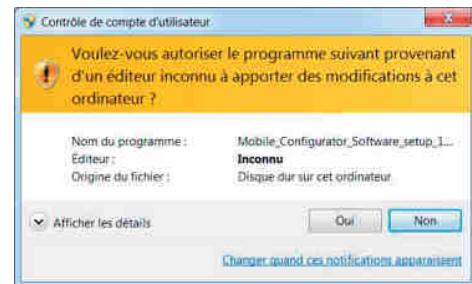 Contrôle de compte d'utilisateur
Voulez-vous autoriser le programme suivant provenant
d'un éditeur inconnu à apporter des modifications à cet
ordinateur ?
Nom du programme : Mobile_Configurator_Software_setup_1...
Éditeur : Inconnu
Origine du fichier : Disque dur sur cet ordinateur
Afficher les détails Oui Non
Changer quand ces notifications apparaissent